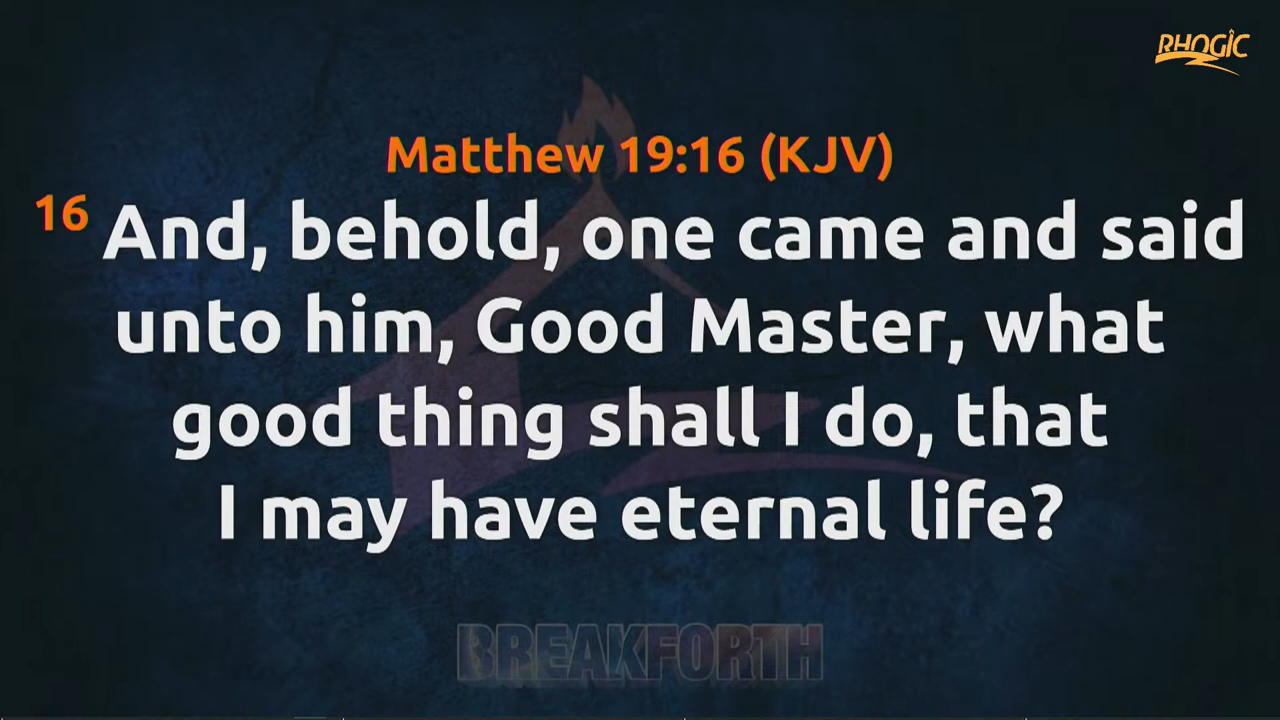 RHOGIC
Matthew 19:16 (KJV)
16 And, behold, one came and said
unto him, Good Master, what
good thing shall I do, that
I may have eternal life?
BREAKFORTH